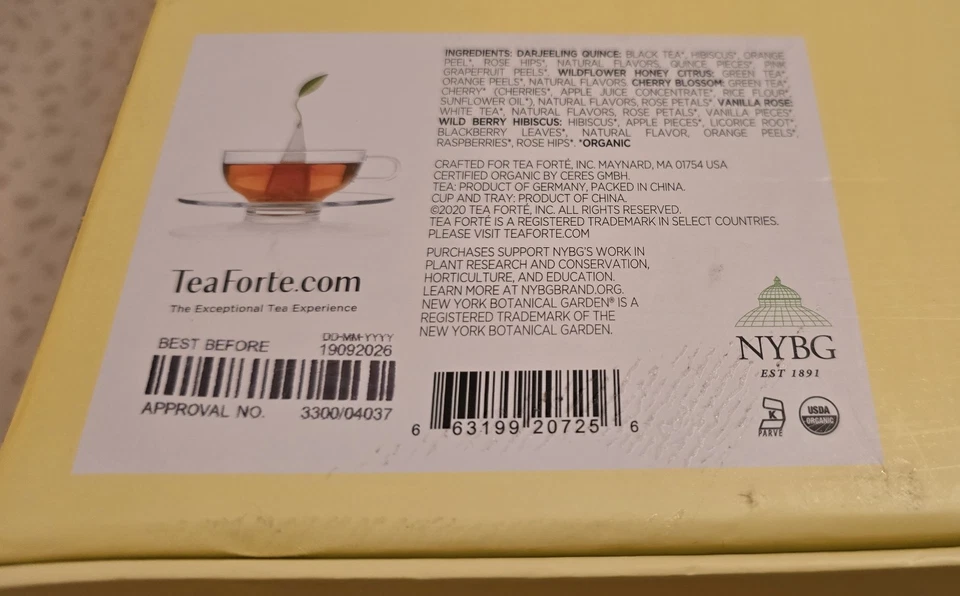 INGREDIENTS: DARJEELING QUINCE: BLACK TEA*, HIBISCUS*, ORANGE
PEEL*, ROSE HIPS*, NATURAL FLAVORS, QUINCE PIECES*, PINK
GRAPEFRUIT PEELS*. WILDFLOWER HONEY CITRUS: GREEN TEA*,
ORANGE PEELS*, NATURAL FLAVORS. CHERRY BLOSSOM: GREEN TEA*,
CHERRY* (CHERRIES*, APPLE JUICE CONCENTRATE*, RICE FLOUR*,
SUNFLOWER OIL*), NATURAL FLAVORS, ROSE PETALS*. VANILLA ROSE:
WHITE TEA*, NATURAL FLAVORS, ROSE PETALS*, VANILLA PIECES*.
WILD BERRY HIBISCUS: HIBISCUS*, APPLE PIECES*, LICORICE ROOT*,
BLACKBERRY LEAVES*, NATURAL FLAVOR, ORANGE PEELS*,
RASPBERRIES*, ROSE HIPS*. *ORGANIC
CRAFTED FOR TEA FORTÉ, INC. MAYNARD, MA 01754 USA
CERTIFIED ORGANIC BY CERES GMBH.
TEA: PRODUCT OF GERMANY, PACKED IN CHINA.
CUP AND TRAY: PRODUCT OF CHINA.
©2020 TEA FORTÉ, INC. ALL RIGHTS RESERVED.
TEA FORTÉ IS A REGISTERED TRADEMARK IN SELECT COUNTRIES.
PLEASE VISIT TEAFORTE.COM
PURCHASES SUPPORT NYBG'S WORK IN
PLANT RESEARCH AND CONSERVATION,
HORTICULTURE, AND EDUCATION.
LEARN MORE AT NYBGBRAND.ORG.
NEW YORK BOTANICAL GARDEN® IS A
REGISTERED TRADEMARK OF THE
NEW YORK BOTANICAL GARDEN.
TeaForte.com
The Exceptional Tea Experience
DD-MM-YYYY
BEST BEFORE 19092026
APPROVAL NO. 3300/04037
6 63199 20725 6
NYBG
EST 1891
K
PARVE
USDA
ORGANIC